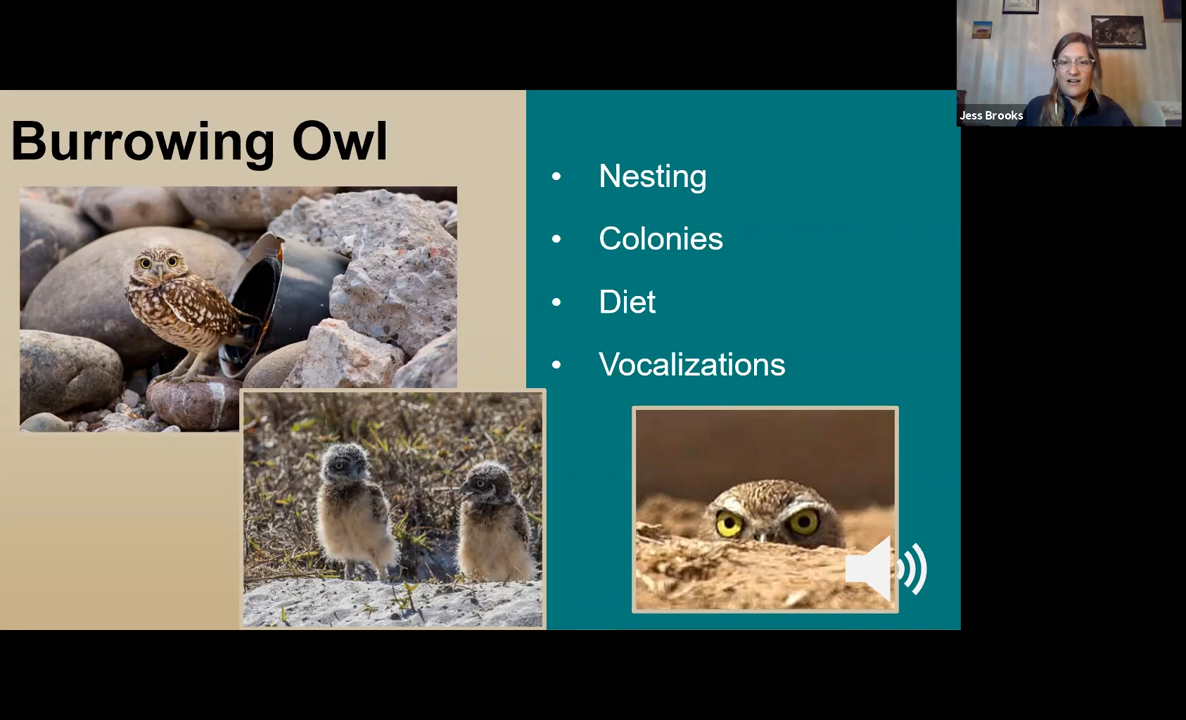 Burrowing Owl
Nesting
Colonies
Diet
Vocalizations
Jess Brooks